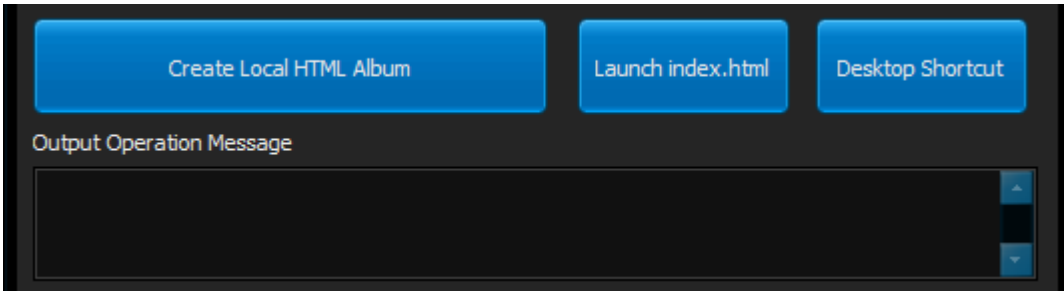 Create Local HTML Album
Launch index.html
Desktop Shortcut
Output Operation Message